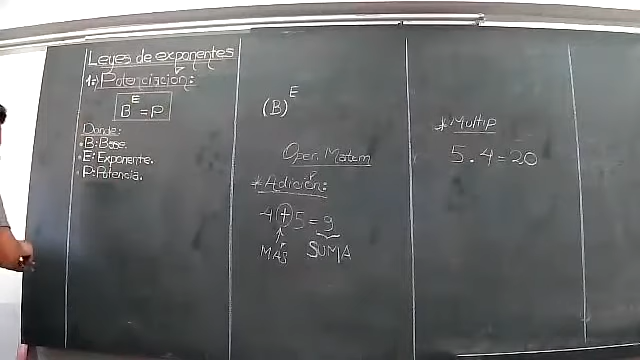 Leyes de exponentes
1.) Potenciación:
B^E = P
Donde:
• B: Base.
• E: Exponente.
• P: Potencia.
(B)^E
Oper. Matem
* Adición:
4 + 5 = 9
MÁS SUMA
* Multip
5 . 4 = 20